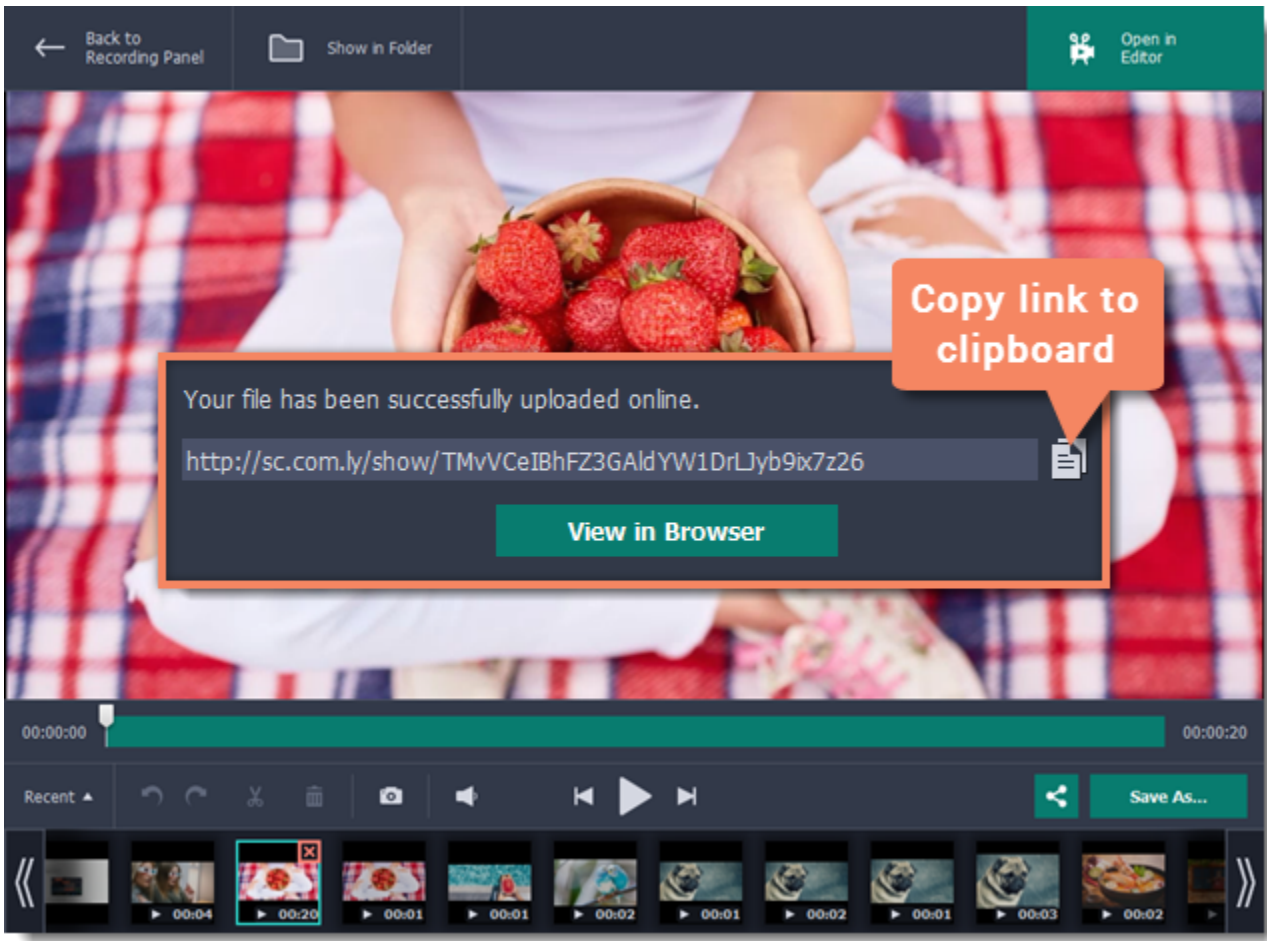 Back to
Recording Panel
Show in Folder
Open in
Editor
Copy link to
clipboard
Your file has been successfully uploaded online.
http://sc.com.ly/show/TMvVCeIBhFZ3GAldYW1DrLJyb9ix7z26
View in Browser
00:00:00
00:00:20
Recent
Save As...
00:04
00:20
00:01
00:01
00:02
00:01
00:02
00:01
00:03
00:02